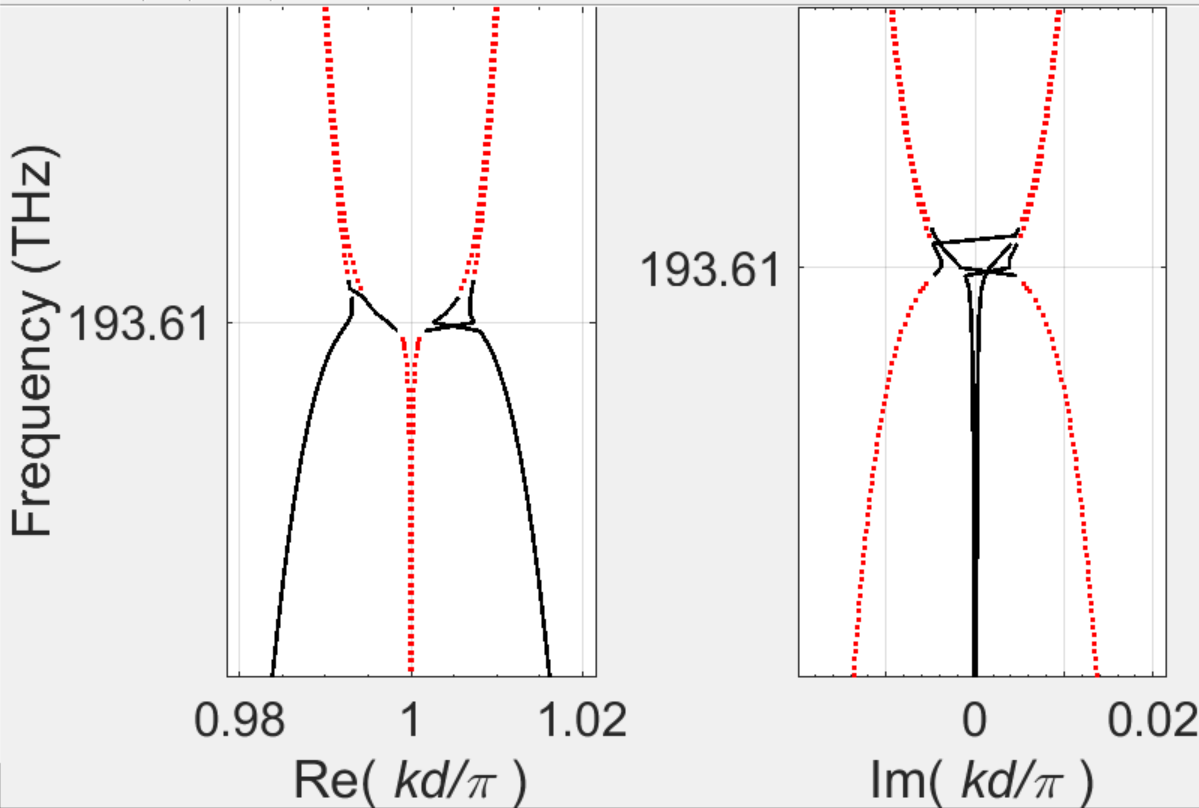 Frequency (THz)
193.61
0.98 1 1.02
Re( kd/π )
193.61
0 0.02
Im( kd/π )